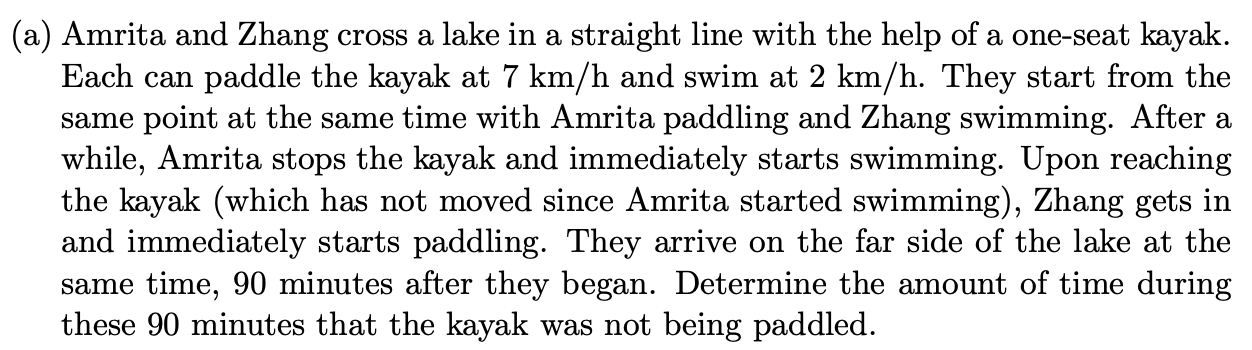 (a) Amrita and Zhang cross a lake in a straight line with the help of a one-seat kayak.
Each can paddle the kayak at 7 km/h and swim at 2 km/h. They start from the
same point at the same time with Amrita paddling and Zhang swimming. After a
while, Amrita stops the kayak and immediately starts swimming. Upon reaching
the kayak (which has not moved since Amrita started swimming), Zhang gets in
and immediately starts paddling. They arrive on the far side of the lake at the
same time, 90 minutes after they began. Determine the amount of time during
these 90 minutes that the kayak was not being paddled.